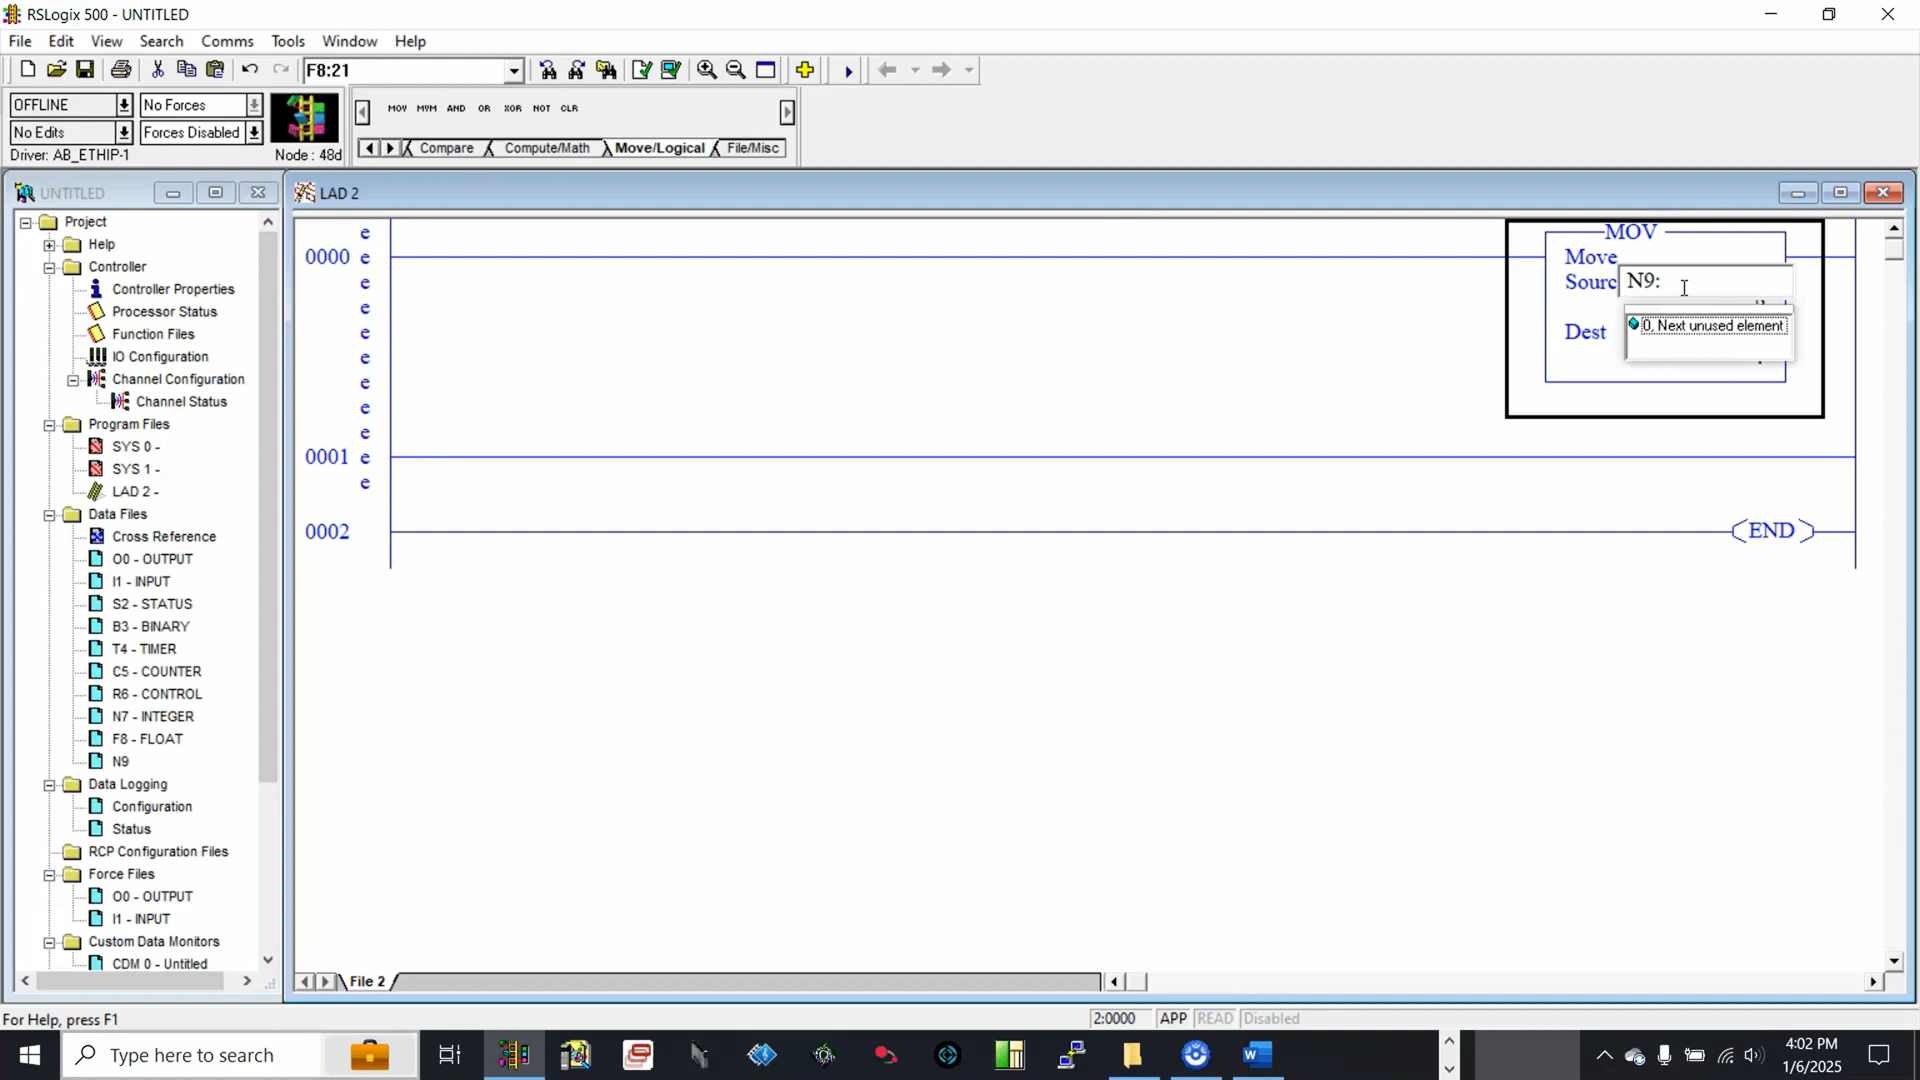 RSLogix 500 - UNTITLED
File Edit View Search Comms Tools Window Help
F8:21
OFFLINE No Forces
No Edits Forces Disabled
Driver: AB_ETHIP-1 Node : 48d
MOV MVM AND OR XOR NOT CLR
Compare Compute/Math Move/Logical File/Misc
UNTITLED
Project
Help
Controller
Controller Properties
Processor Status
Function Files
IO Configuration
Channel Configuration
Channel Status
Program Files
SYS 0 -
SYS 1 -
LAD 2 -
Data Files
Cross Reference
O0 - OUTPUT
I1 - INPUT
S2 - STATUS
B3 - BINARY
T4 - TIMER
C5 - COUNTER
R6 - CONTROL
N7 - INTEGER
F8 - FLOAT
N9
Data Logging
Configuration
Status
RCP Configuration Files
Force Files
O0 - OUTPUT
I1 - INPUT
Custom Data Monitors
CDM 0 - Untitled
LAD 2
e
0000 e
e
e
e
e
e
e
e
0001 e
e
0002
MOV
Move
Sourc N9:
0, Next unused element
Dest
END
File 2
For Help, press F1
2:0000 APP READ Disabled
Type here to search
4:02 PM
1/6/2025